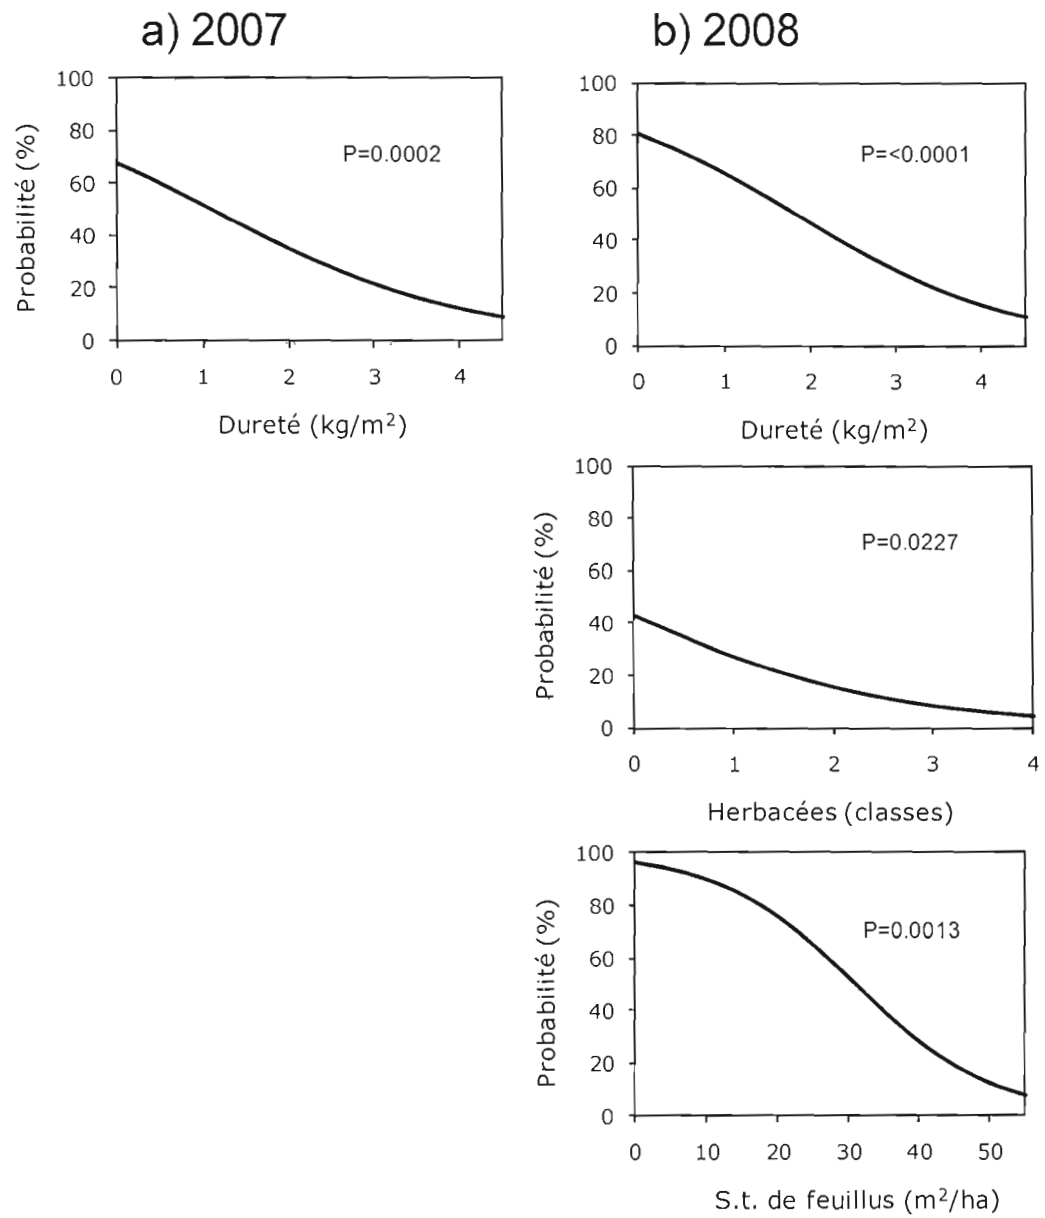 a) 2007
b) 2008
100
80
60
40
20
0
Probabilité (%)
P=0.0002
0 1 2 3 4
Dureté (kg/m²)
100
80
60
40
20
0
P=<0.0001
0 1 2 3 4
Dureté (kg/m²)
100
80
60
40
20
0
Probabilité (%)
P=0.0227
0 1 2 3 4
Herbacées (classes)
100
80
60
40
20
0
Probabilité (%)
P=0.0013
0 10 20 30 40 50
S.t. de feuillus (m²/ha)